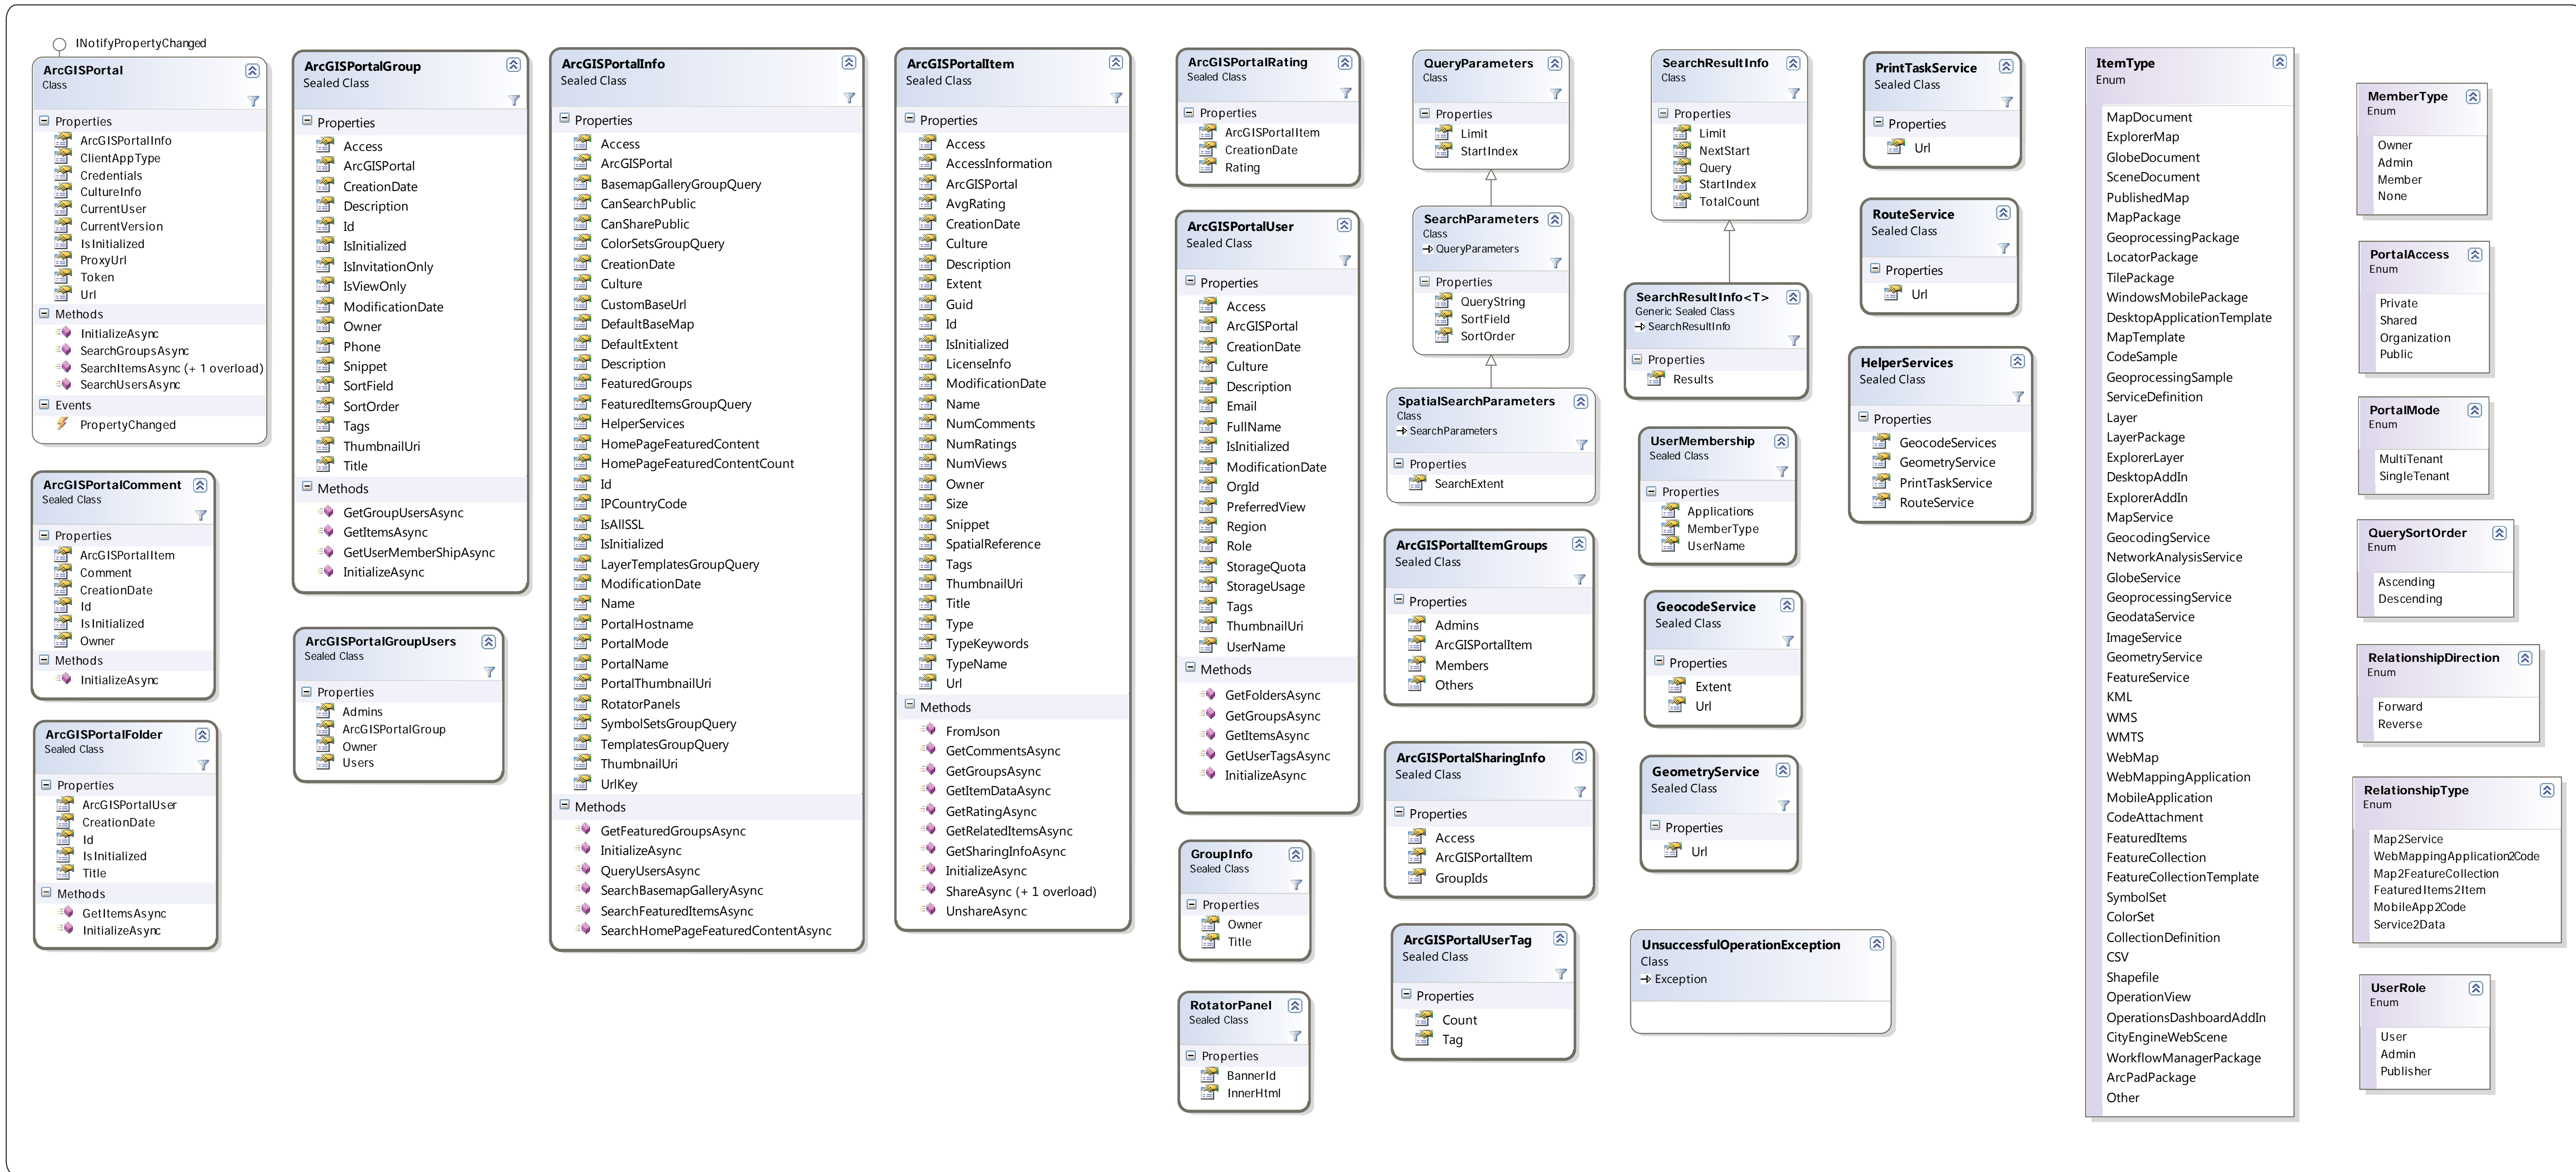 INotifyPropertyChanged
ArcGISPortal
Class
Properties
ArcGISPortalInfo
ClientAppType
Credentials
CultureInfo
CurrentUser
CurrentVersion
IsInitialized
ProxyUrl
Token
Url
Methods
InitializeAsync
SearchGroupsAsync
SearchItemsAsync (+ 1 overload)
SearchUsersAsync
Events
PropertyChanged
ArcGISPortalComment
Sealed Class
Properties
ArcGISPortalItem
Comment
CreationDate
Id
IsInitialized
Owner
Methods
InitializeAsync
ArcGISPortalFolder
Sealed Class
Properties
ArcGISPortalUser
CreationDate
Id
IsInitialized
Title
Methods
GetItemsAsync
InitializeAsync
ArcGISPortalGroup
Sealed Class
Properties
Access
ArcGISPortal
CreationDate
Description
Id
IsInitialized
IsInvitationOnly
IsViewOnly
ModificationDate
Owner
Phone
Snippet
SortField
SortOrder
Tags
ThumbnailUri
Title
Methods
GetGroupUsersAsync
GetItemsAsync
GetUserMemberShipAsync
InitializeAsync
ArcGISPortalGroupUsers
Sealed Class
Properties
Admins
ArcGISPortalGroup
Owner
Users
ArcGISPortalInfo
Sealed Class
Properties
Access
ArcGISPortal
BasemapGalleryGroupQuery
CanSearchPublic
CanSharePublic
ColorSetsGroupQuery
CreationDate
Culture
CustomBaseUrl
DefaultBaseMap
DefaultExtent
Description
FeaturedGroups
FeaturedItemsGroupQuery
HelperServices
HomePageFeaturedContent
HomePageFeaturedContentCount
Id
IPCountryCode
IsAllSSL
IsInitialized
LayerTemplatesGroupQuery
ModificationDate
Name
PortalHostname
PortalMode
PortalName
PortalThumbnailUri
RotatorPanels
SymbolSetsGroupQuery
TemplatesGroupQuery
ThumbnailUri
UrlKey
Methods
GetFeaturedGroupsAsync
InitializeAsync
QueryUsersAsync
SearchBasemapGalleryAsync
SearchFeaturedItemsAsync
SearchHomePageFeaturedContentAsync
ArcGISPortalItem
Sealed Class
Properties
Access
AccessInformation
ArcGISPortal
AvgRating
CreationDate
Culture
Description
Extent
Guid
Id
IsInitialized
LicenseInfo
ModificationDate
Name
NumComments
NumRatings
NumViews
Owner
Size
Snippet
SpatialReference
Tags
ThumbnailUri
Title
Type
TypeKeywords
TypeName
Url
Methods
FromJson
GetCommentsAsync
GetGroupsAsync
GetItemDataAsync
GetRatingAsync
GetRelatedItemsAsync
GetSharingInfoAsync
InitializeAsync
ShareAsync (+ 1 overload)
UnshareAsync
ArcGISPortalRating
Sealed Class
Properties
ArcGISPortalItem
CreationDate
Rating
ArcGISPortalUser
Sealed Class
Properties
Access
ArcGISPortal
CreationDate
Culture
Description
Email
FullName
IsInitialized
ModificationDate
OrgId
PreferredView
Region
Role
StorageQuota
StorageUsage
Tags
ThumbnailUri
UserName
Methods
GetFoldersAsync
GetGroupsAsync
GetItemsAsync
GetUserTagsAsync
InitializeAsync
GroupInfo
Sealed Class
Properties
Owner
Title
RotatorPanel
Sealed Class
Properties
BannerId
InnerHtml
QueryParameters
Class
Properties
Limit
StartIndex
SearchParameters
Class
QueryParameters
Properties
QueryString
SortField
SortOrder
SpatialSearchParameters
Class
SearchParameters
Properties
SearchExtent
ArcGISPortalItemGroups
Sealed Class
Properties
Admins
ArcGISPortalItem
Members
Others
ArcGISPortalSharingInfo
Sealed Class
Properties
Access
ArcGISPortalItem
GroupIds
ArcGISPortalUserTag
Sealed Class
Properties
Count
Tag
SearchResultInfo
Class
Properties
Limit
NextStart
Query
StartIndex
TotalCount
SearchResultInfo<T>
Generic Sealed Class
SearchResultInfo
Properties
Results
UserMembership
Sealed Class
Properties
Applications
MemberType
UserName
GeocodeService
Sealed Class
Properties
Extent
Url
GeometryService
Sealed Class
Properties
Url
UnsuccessfulOperationException
Class
Exception
PrintTaskService
Sealed Class
Properties
Url
RouteService
Sealed Class
Properties
Url
HelperServices
Sealed Class
Properties
GeocodeServices
GeometryService
PrintTaskService
RouteService
ItemType
Enum
MapDocument
ExplorerMap
GlobeDocument
SceneDocument
PublishedMap
MapPackage
GeoprocessingPackage
LocatorPackage
TilePackage
WindowsMobilePackage
DesktopApplicationTemplate
MapTemplate
CodeSample
GeoprocessingSample
ServiceDefinition
Layer
LayerPackage
ExplorerLayer
DesktopAddIn
ExplorerAddIn
MapService
GeocodingService
NetworkAnalysisService
GlobeService
GeoprocessingService
GeodataService
ImageService
GeometryService
FeatureService
KML
WMS
WMTS
WebMap
WebMappingApplication
MobileApplication
CodeAttachment
FeaturedItems
FeatureCollection
FeatureCollectionTemplate
SymbolSet
ColorSet
CollectionDefinition
CSV
Shapefile
OperationView
OperationsDashboardAddIn
CityEngineWebScene
WorkflowManagerPackage
ArcPadPackage
Other
MemberType
Enum
Owner
Admin
Member
None
PortalAccess
Enum
Private
Shared
Organization
Public
PortalMode
Enum
MultiTenant
SingleTenant
QuerySortOrder
Enum
Ascending
Descending
RelationshipDirection
Enum
Forward
Reverse
RelationshipType
Enum
Map2Service
WebMappingApplication2Code
Map2FeatureCollection
FeaturedItems2Item
MobileApp2Code
Service2Data
UserRole
Enum
User
Admin
Publisher